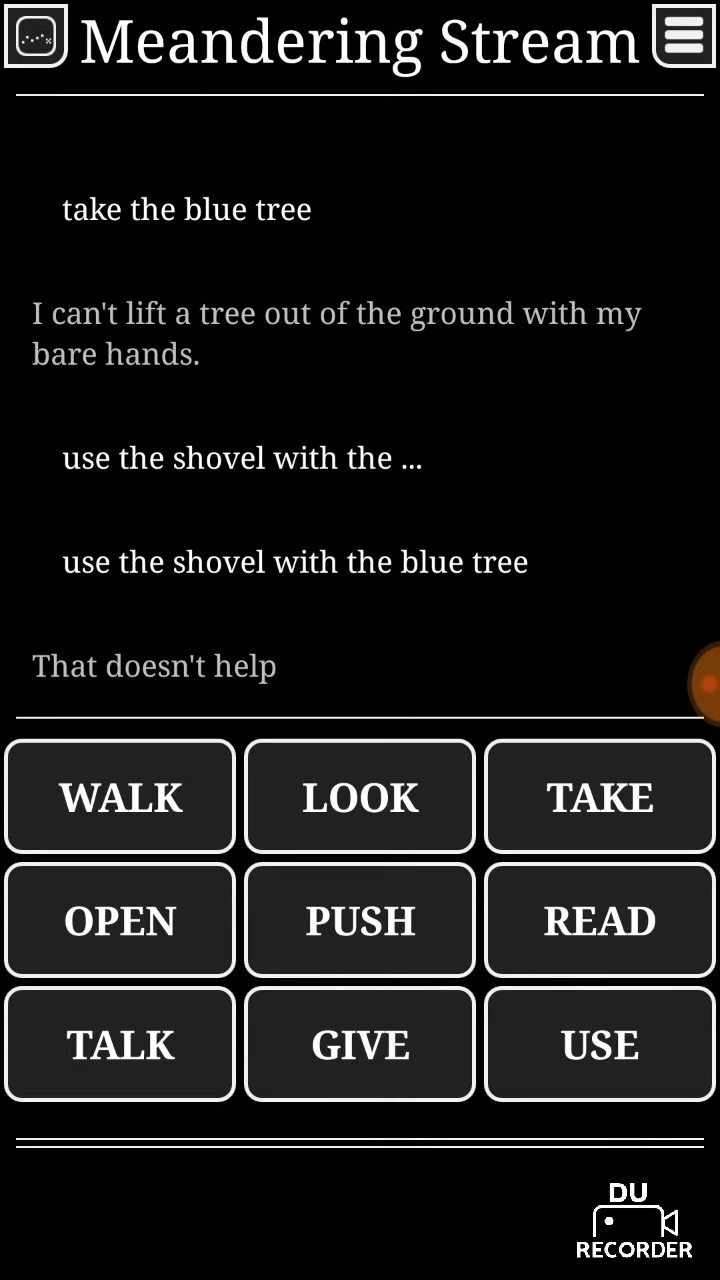 Meandering Stream
take the blue tree
I can't lift a tree out of the ground with my
bare hands.
use the shovel with the ...
use the shovel with the blue tree
That doesn't help
WALK LOOK TAKE
OPEN PUSH READ
TALK GIVE USE
DU
RECORDER